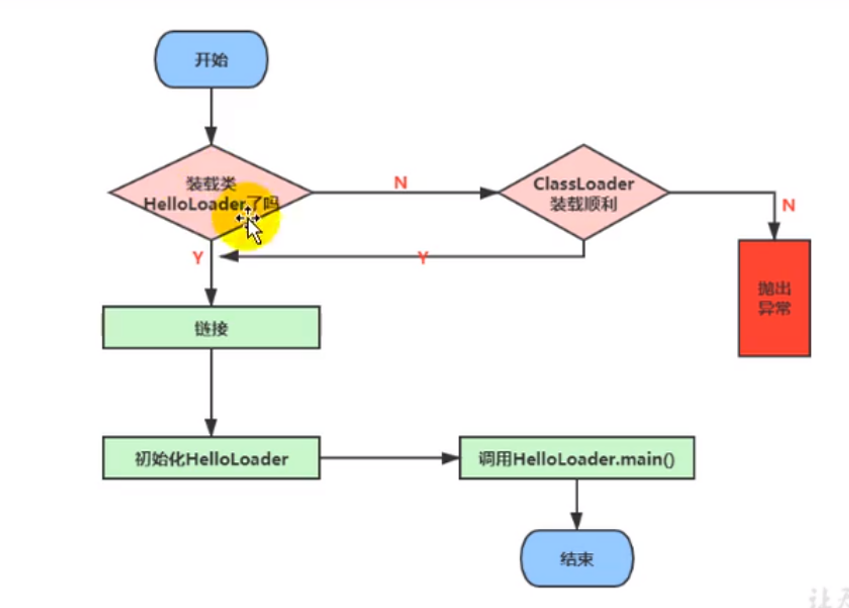 开始
装载类
HelloLoader了吗
N
ClassLoader
装载顺利
N
Y
Y
抛出
异常
链接
初始化HelloLoader
调用HelloLoader.main()
结束